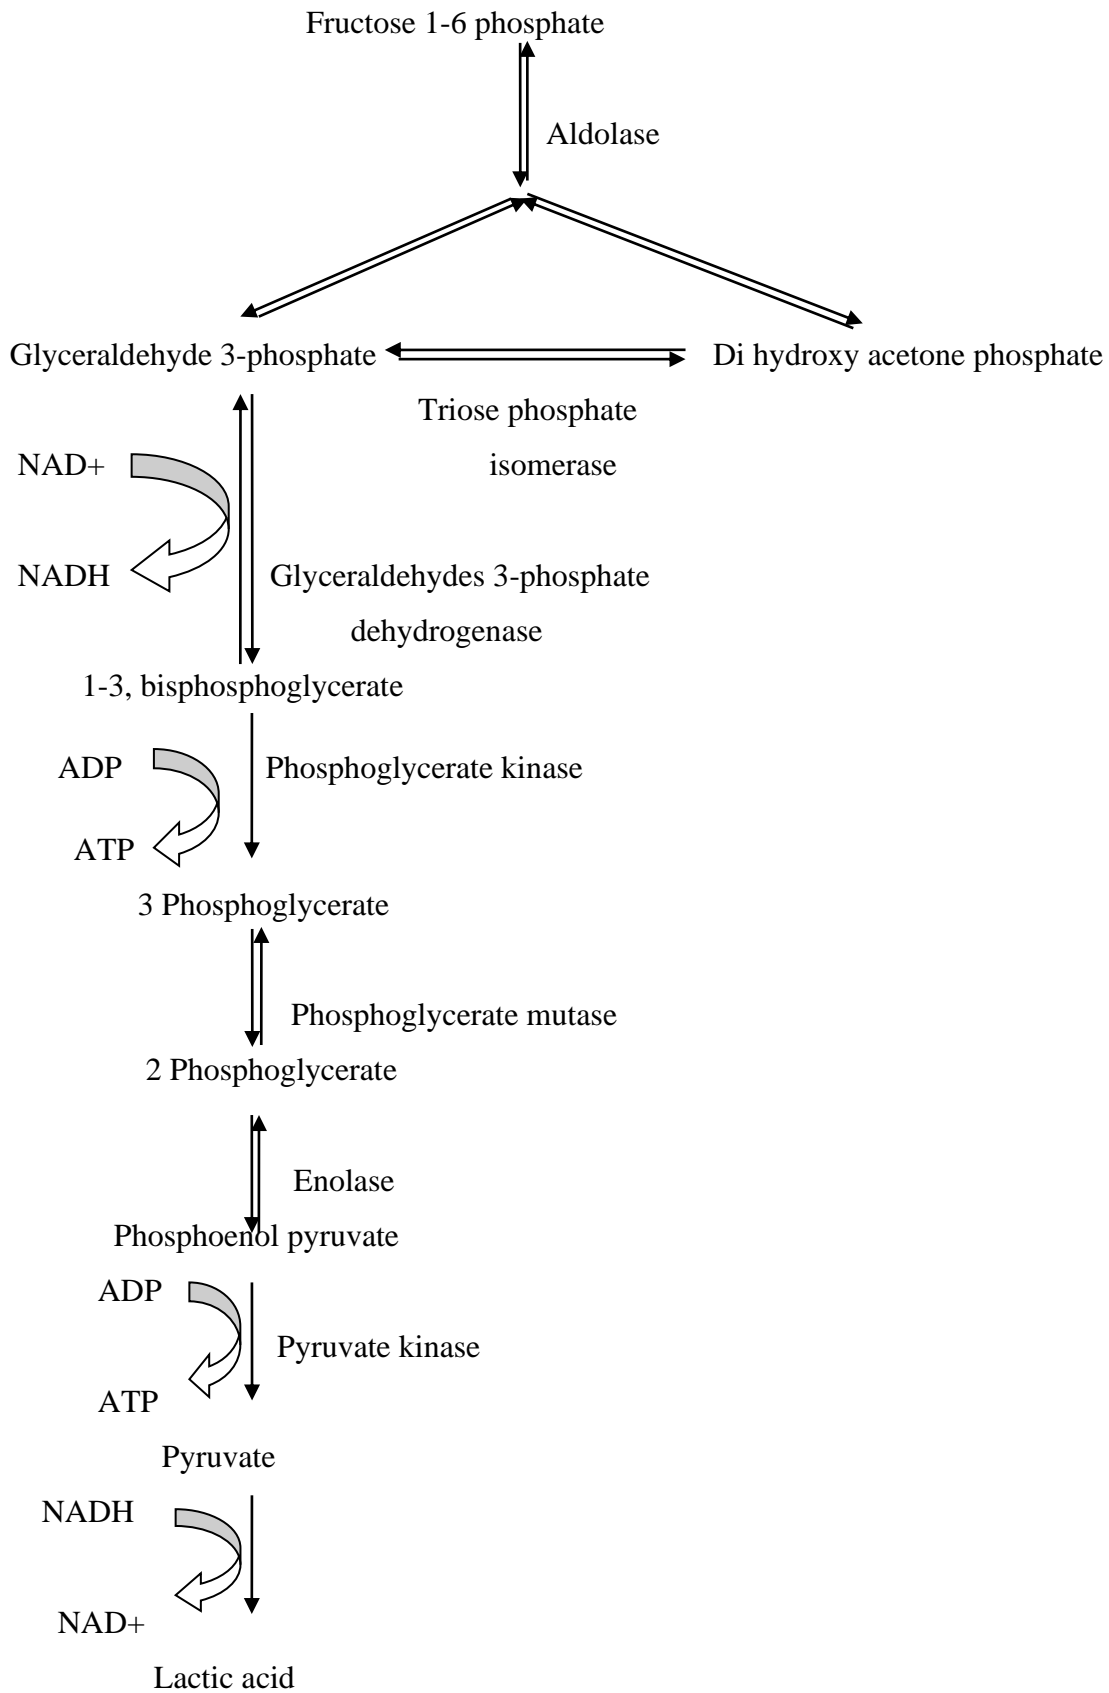 Fructose 1-6 phosphate
Aldolase
Glyceraldehyde 3-phosphate
Di hydroxy acetone phosphate
Triose phosphate
isomerase
NAD+
NADH
Glyceraldehydes 3-phosphate
dehydrogenase
1-3, bisphosphoglycerate
ADP
Phosphoglycerate kinase
ATP
3 Phosphoglycerate
Phosphoglycerate mutase
2 Phosphoglycerate
Enolase
Phosphoenol pyruvate
ADP
Pyruvate kinase
ATP
Pyruvate
NADH
NAD+
Lactic acid